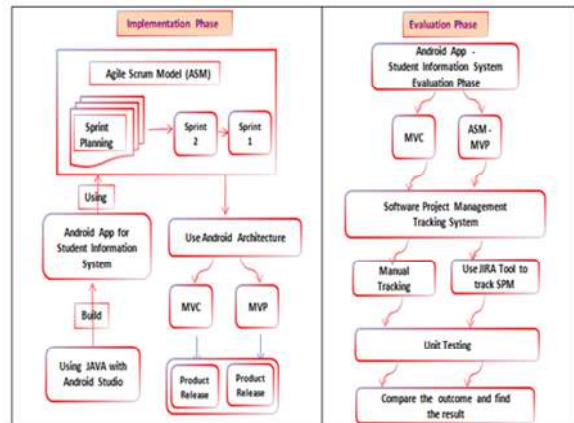 Implementation Phase
Agile Scrum Model (ASM)
Sprint
Planning
Sprint
2
Sprint
1
Using
Android App for
Student Information
System
Build
Using JAVA with
Android Studio
Use Android Architecture
MVC
MVP
Product
Release
Product
Release
Evaluation Phase
Android App -
Student Information System
Evaluation Phase
MVC
ASM -
MVP
Software Project Management
Tracking System
Manual
Tracking
Use JIRA Tool to
track SPM
Unit Testing
Compare the outcome and find
the result